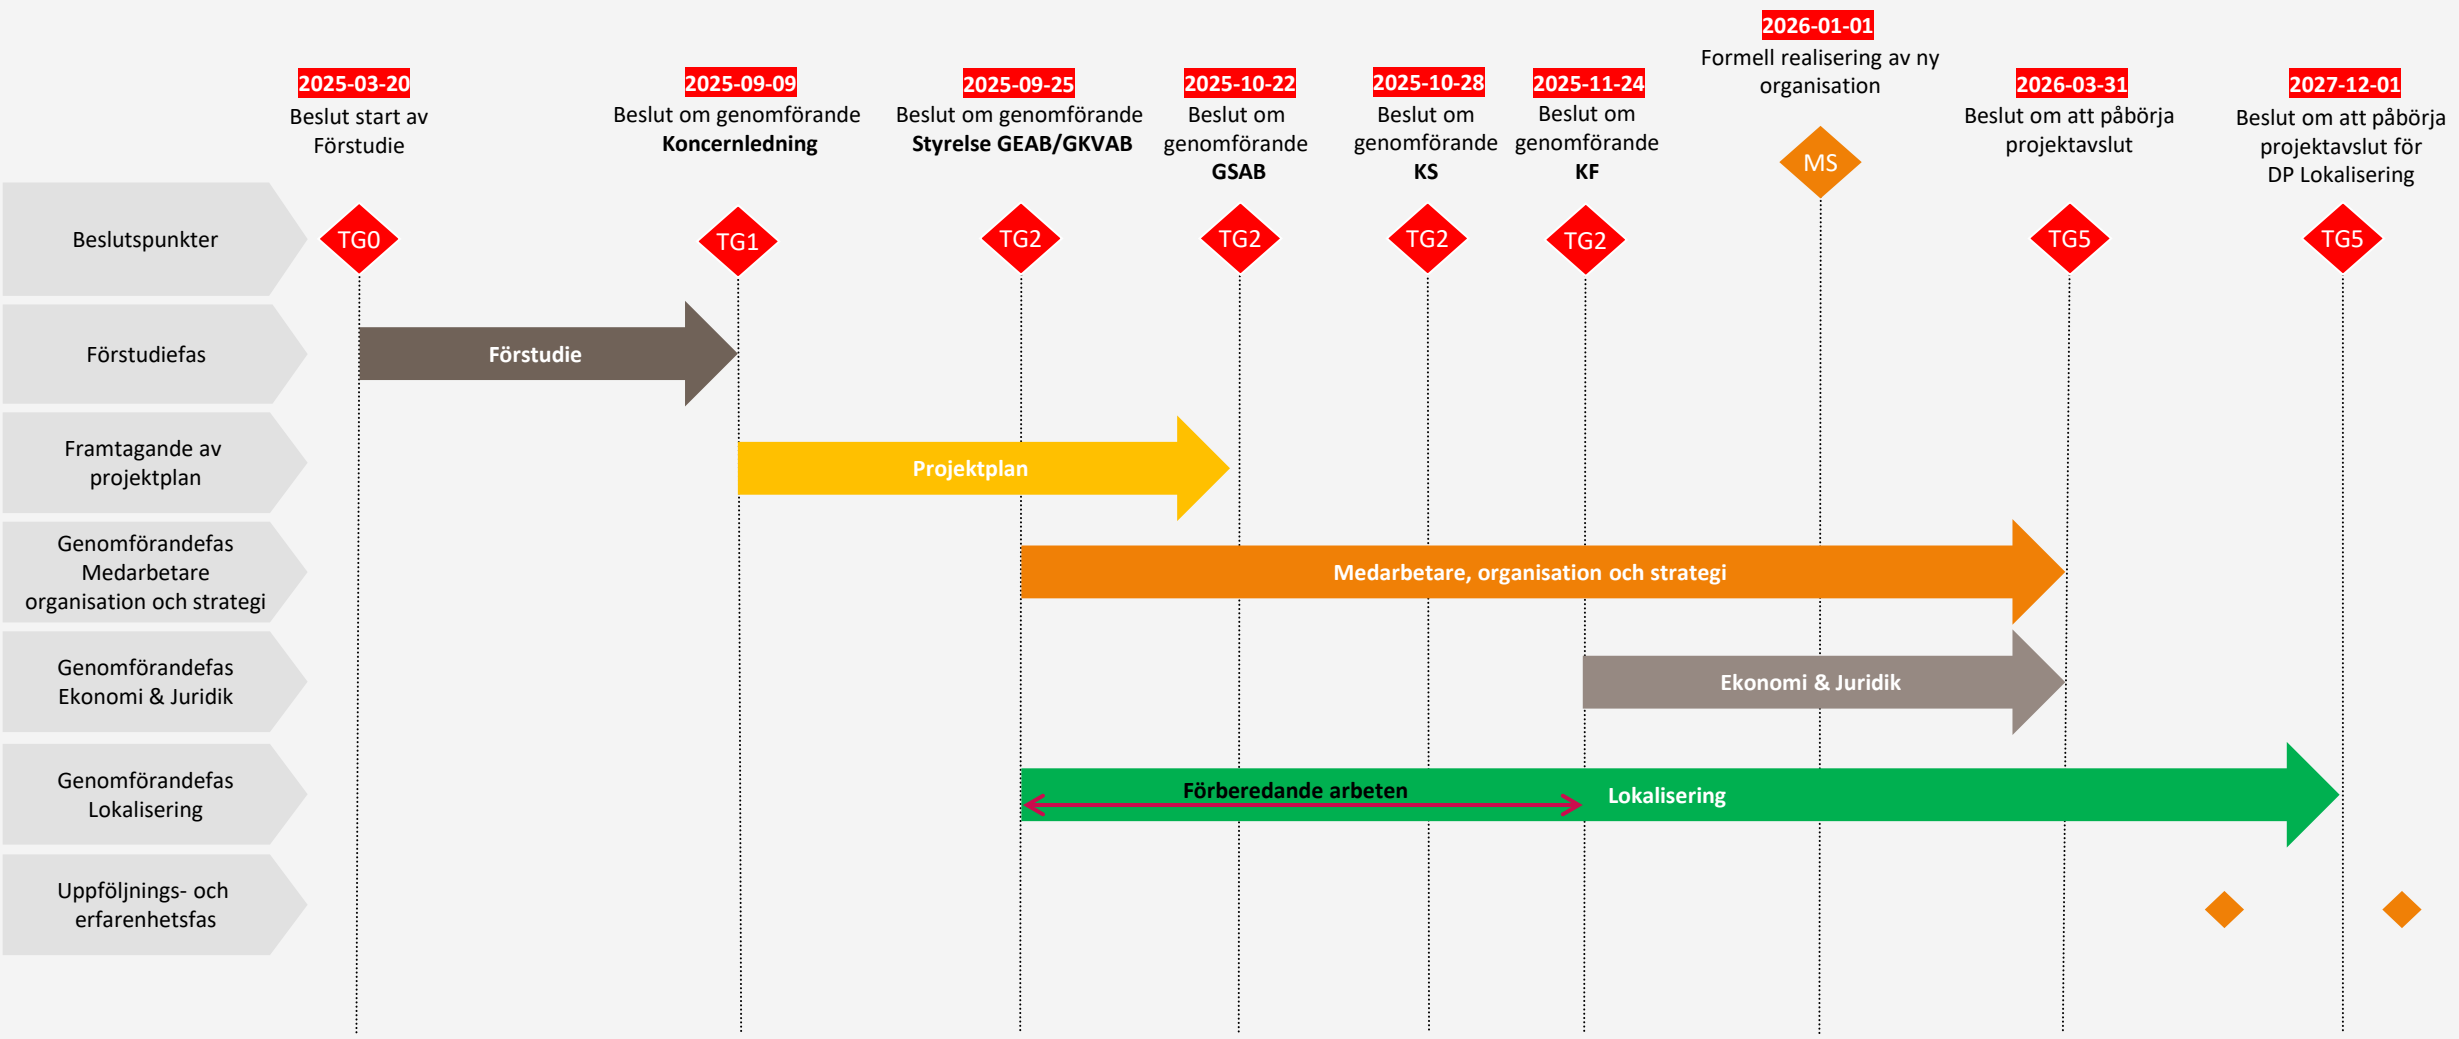 2025-03-20
Beslut start av
Förstudie
2025-09-09
Beslut om genomförande
Koncernledning
2025-09-25
Beslut om genomförande
Styrelse GEAB/GKVAB
2025-10-22
Beslut om
genomförande
GSAB
2025-10-28
Beslut om
genomförande
KS
2025-11-24
Beslut om
genomförande
KF
2026-01-01
Formell realisering av ny
organisation
MS
2026-03-31
Beslut om att påbörja
projektavslut
2027-12-01
Beslut om att påbörja
projektavslut för
DP Lokalisering
Beslutspunkter
TG0
TG1
TG2
TG2
TG2
TG2
TG5
TG5
Förstudiefas
Förstudie
Framtagande av
projektplan
Projektplan
Genomförandefas
Medarbetare
organisation och strategi
Medarbetare, organisation och strategi
Genomförandefas
Ekonomi & Juridik
Ekonomi & Juridik
Genomförandefas
Lokalisering
Förberedande arbeten
Lokalisering
Uppföljnings- och
erfarenhetsfas